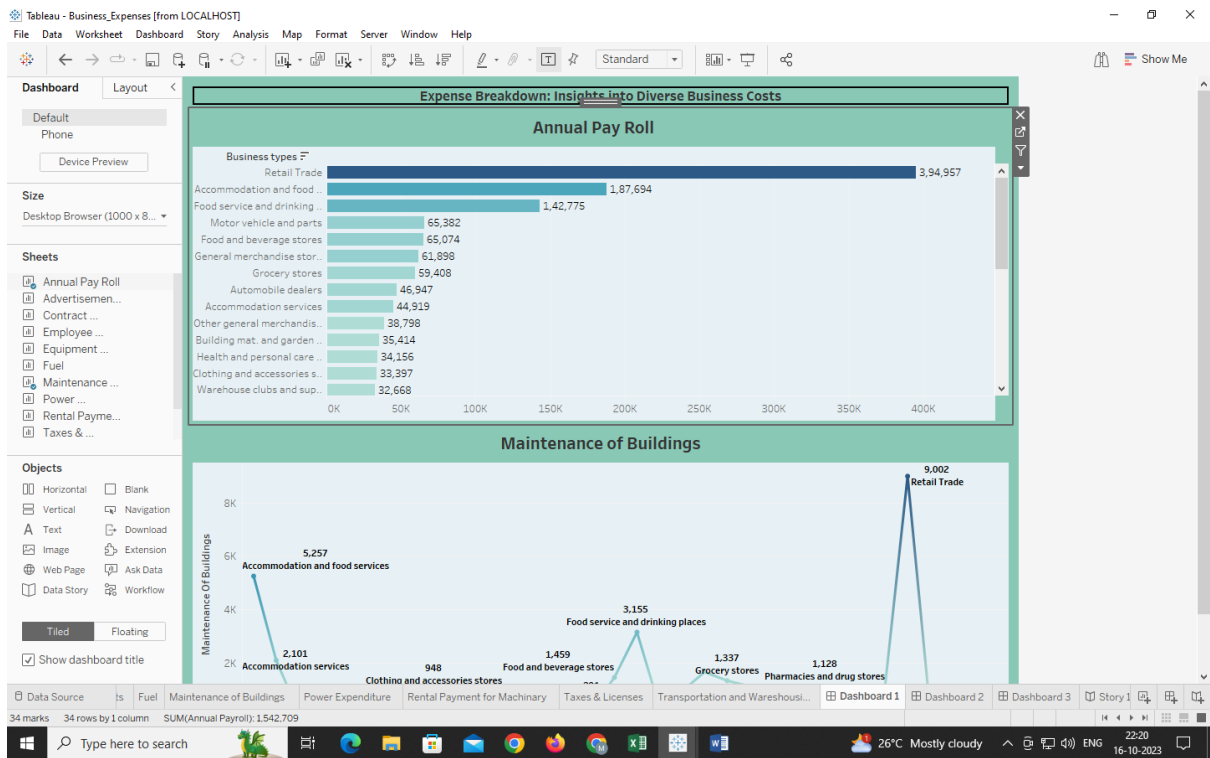 Tableau - Business_Expenses [from LOCALHOST]
File Data Worksheet Dashboard Story Analysis Map Format Server Window Help
Standard
Show Me
Dashboard Layout
Default
Phone
Device Preview
Size
Desktop Browser (1000 x 8...
Sheets
Annual Pay Roll
Advertisemen...
Contract ...
Employee ...
Equipment ...
Fuel
Maintenance ...
Power ...
Rental Payme...
Taxes & ...
Objects
Horizontal Blank
Vertical Navigation
A Text Download
Image Extension
Web Page Ask Data
Data Story Workflow
Tiled Floating
Show dashboard title
Expense Breakdown: Insights into Diverse Business Costs
Annual Pay Roll
Business types
Retail Trade 3,94,957
Accommodation and food .. 1,87,694
Food service and drinking .. 1,42,775
Motor vehicle and parts 65,382
Food and beverage stores 65,074
General merchandise stor.. 61,898
Grocery stores 59,408
Automobile dealers 46,947
Accommodation services 44,919
Other general merchandis.. 38,798
Building mat. and garden .. 35,414
Health and personal care .. 34,156
Clothing and accessories s.. 33,397
Warehouse clubs and sup.. 32,668
0K 50K 100K 150K 200K 250K 300K 350K 400K
Maintenance of Buildings
Maintenance Of Buildings
8K
6K
4K
2K
9,002
Retail Trade
5,257
Accommodation and food services
3,155
Food service and drinking places
2,101
Accommodation services
948
Clothing and accessories stores
1,459
Food and beverage stores
1,337
Grocery stores
1,128
Pharmacies and drug stores
Data Source ts Fuel Maintenance of Buildings Power Expenditure Rental Payment for Machinery Taxes & Licenses Transportation and Warehousi... Dashboard 1 Dashboard 2 Dashboard 3 Story 1
34 marks 34 rows by 1 column SUM(Annual Payroll): 1,542,709
Type here to search
26°C Mostly cloudy
ENG
22:20
16-10-2023